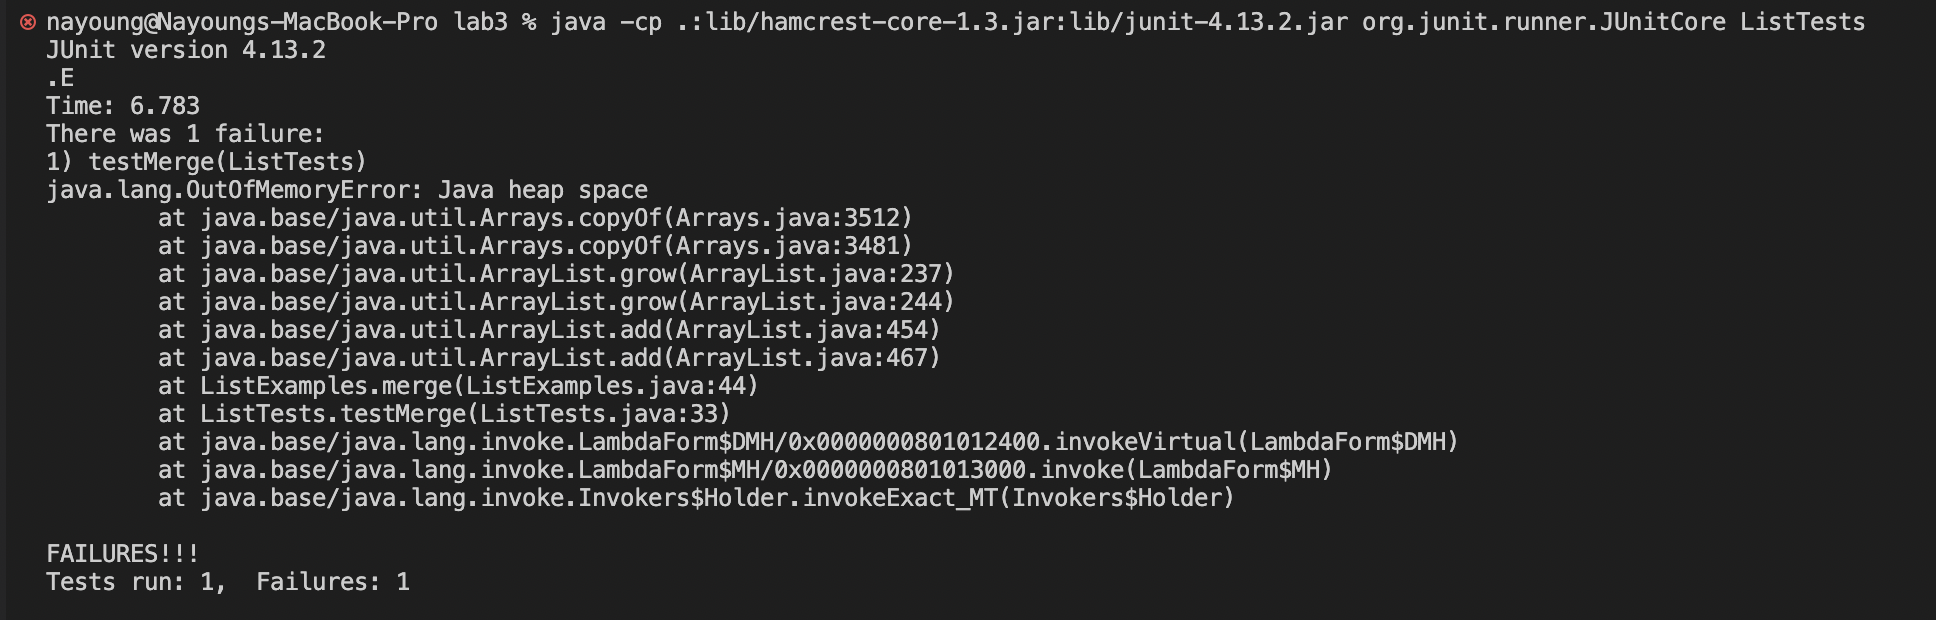 nayoung@Nayoungs-MacBook-Pro lab3 % java -cp .:lib/hamcrest-core-1.3.jar:lib/junit-4.13.2.jar org.junit.runner.JUnitCore ListTests
JUnit version 4.13.2
.E
Time: 6.783
There was 1 failure:
1) testMerge(ListTests)
java.lang.OutOfMemoryError: Java heap space
        at java.base/java.util.Arrays.copyOf(Arrays.java:3512)
        at java.base/java.util.Arrays.copyOf(Arrays.java:3481)
        at java.base/java.util.ArrayList.grow(ArrayList.java:237)
        at java.base/java.util.ArrayList.grow(ArrayList.java:244)
        at java.base/java.util.ArrayList.add(ArrayList.java:454)
        at java.base/java.util.ArrayList.add(ArrayList.java:467)
        at ListExamples.merge(ListExamples.java:44)
        at ListTests.testMerge(ListTests.java:33)
        at java.base/java.lang.invoke.LambdaForm$DMH/0x0000000801012400.invokeVirtual(LambdaForm$DMH)
        at java.base/java.lang.invoke.LambdaForm$MH/0x0000000801013000.invoke(LambdaForm$MH)
        at java.base/java.lang.invoke.Invokers$Holder.invokeExact_MT(Invokers$Holder)

FAILURES!!!
Tests run: 1,  Failures: 1